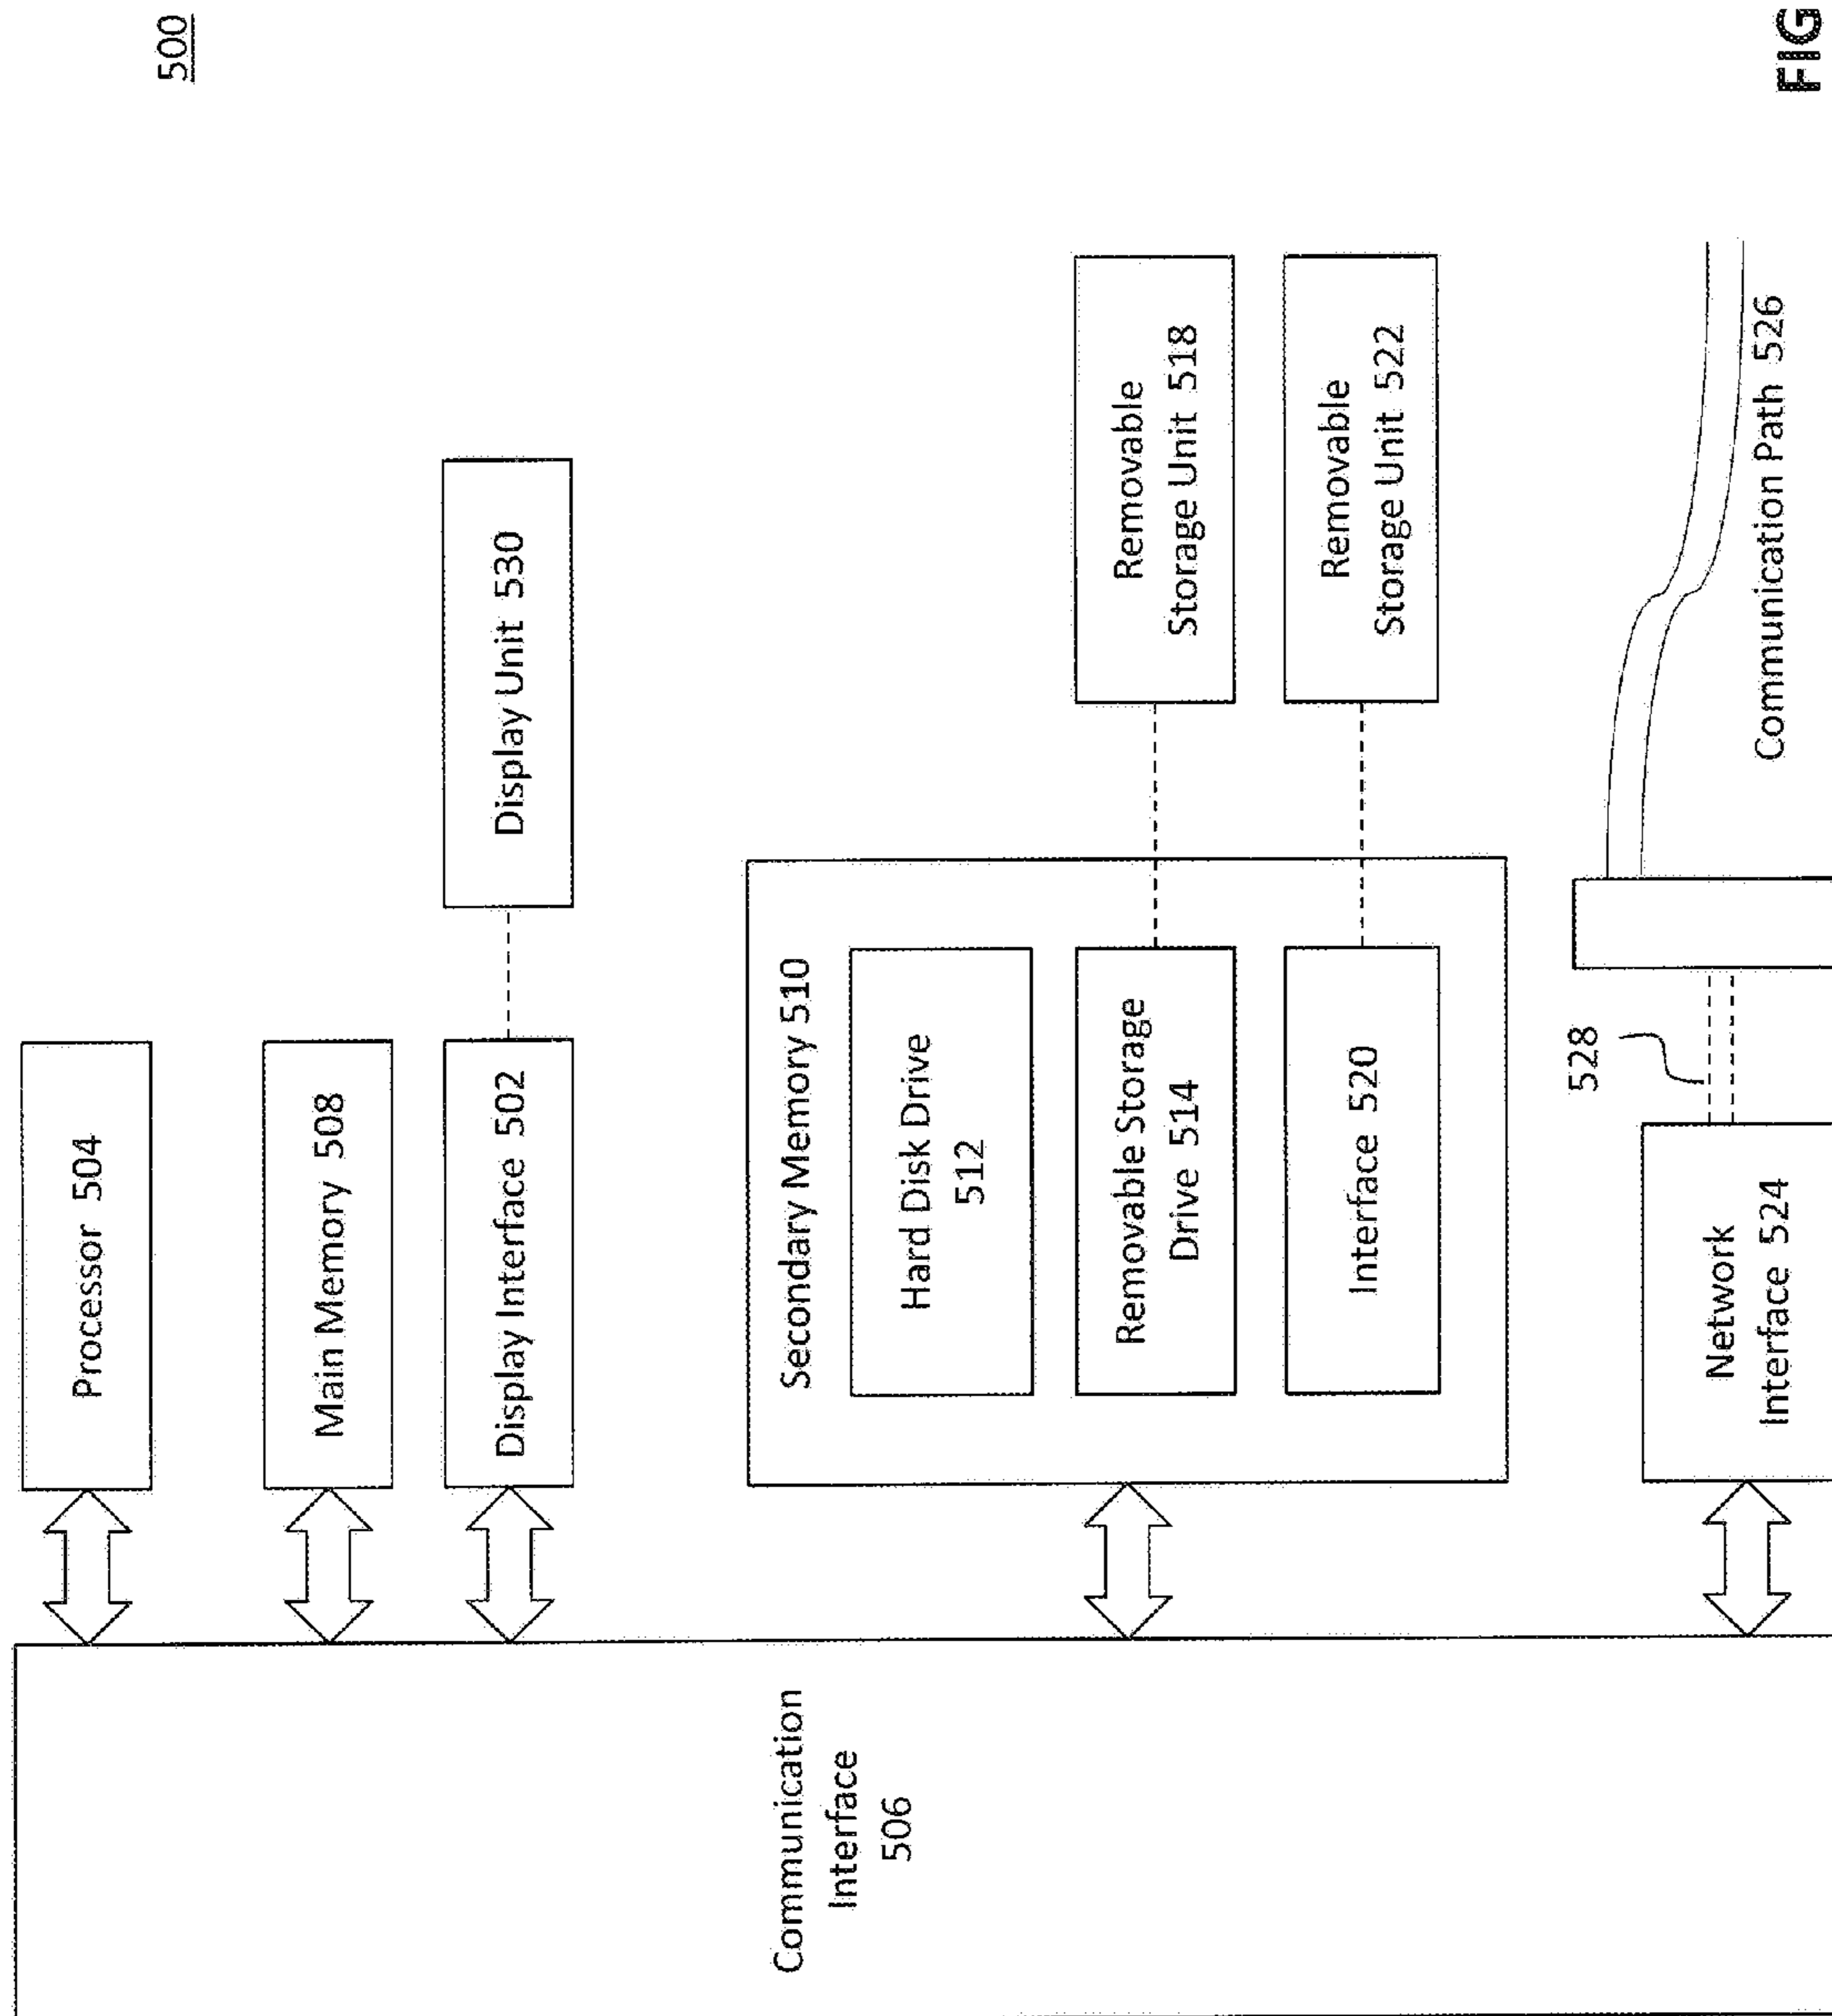 500
Processor 504
Main Memory 508
Display Interface 502
Display Unit 530
Secondary Memory 510
Hard Disk Drive
512
Removable Storage
Drive 514
Interface 520
Removable
Storage Unit 518
Removable
Storage Unit 522
Communication
Interface
506
Network
Interface 524
528
Communication Path 526
FIG